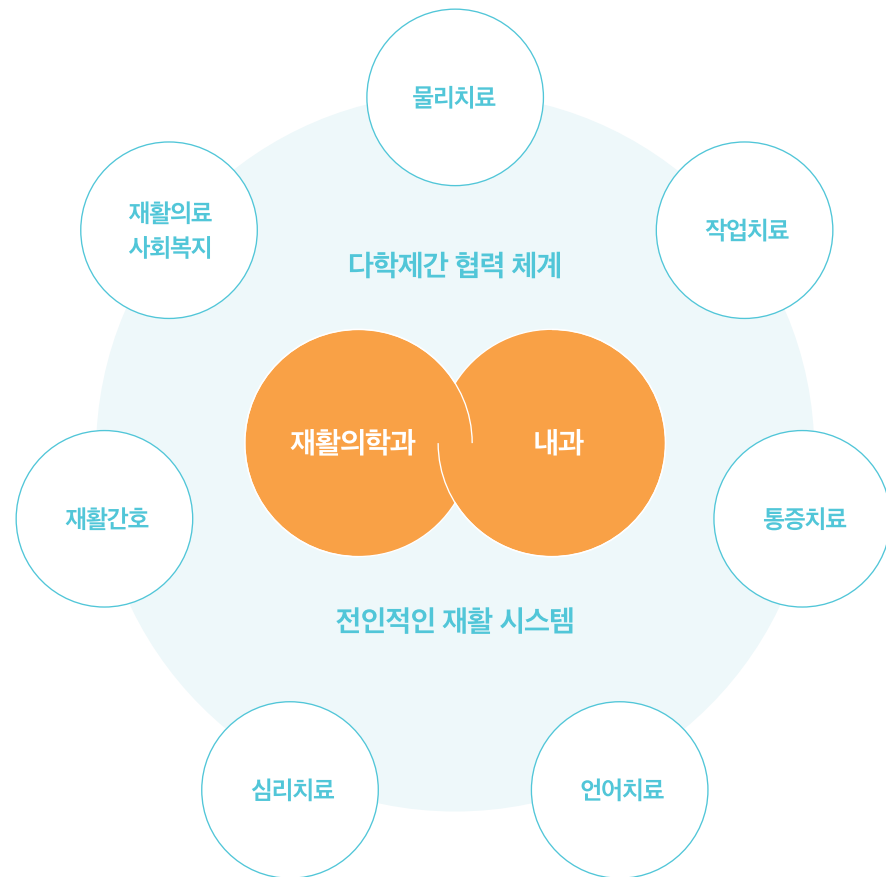 물리치료
재활의료
사회복지
작업치료
다학제간 협력 체계
재활의학과
내과
재활간호
통증치료
전인적인 재활 시스템
심리치료
언어치료